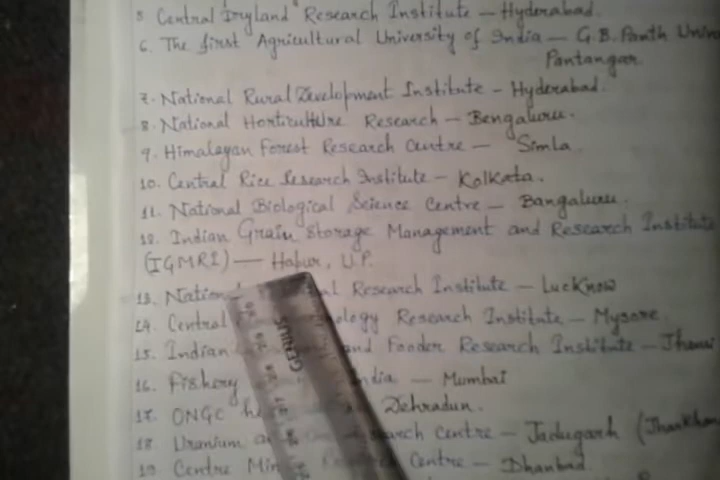 5 Central Dryland Research Institute – Hyderabad.
6. The first Agricultural University of India – G.B. Panth
Pantangar.
7. National Rural Development Institute – Hyderabad.
8. National Horticulture Research – Bengaluru.
9. Himalayan Forest Research Centre – Simla
10. Central Rice Research Institute – Kolkata.
11. National Biological Science Centre – Bangaluru.
12. Indian Grain Storage Management and Research Institute
(IGMRI) — Hapur, U.P.
13. Research Institute – Lucknow
14. Central Research Institute – Mysore.
15. Indian and Fooder Research Institute –
16. Fishery India – Mumbai
17. ONGC Dehradun.
18 Uranium Centre – Jadugarh
19 Centre Centre – Dhanbad.
GENIUS